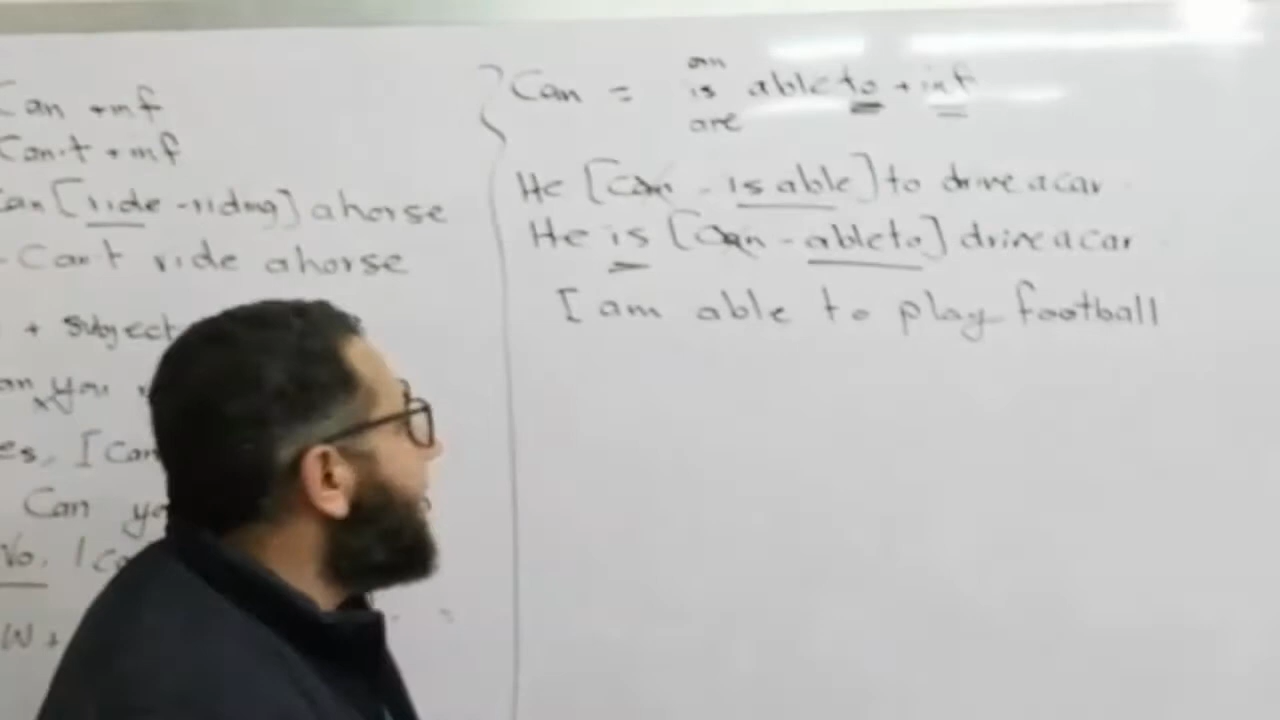 Can + inf
Can't + inf
Can [ride - riding] a horse
- Can't ride a horse
+ subject
Can you
Yes, I can
Can yo
No, I ca
W +
Can = am is are able to + inf
He [can - is able] to drive a car
He is [can - able to] drive a car
I am able to play football